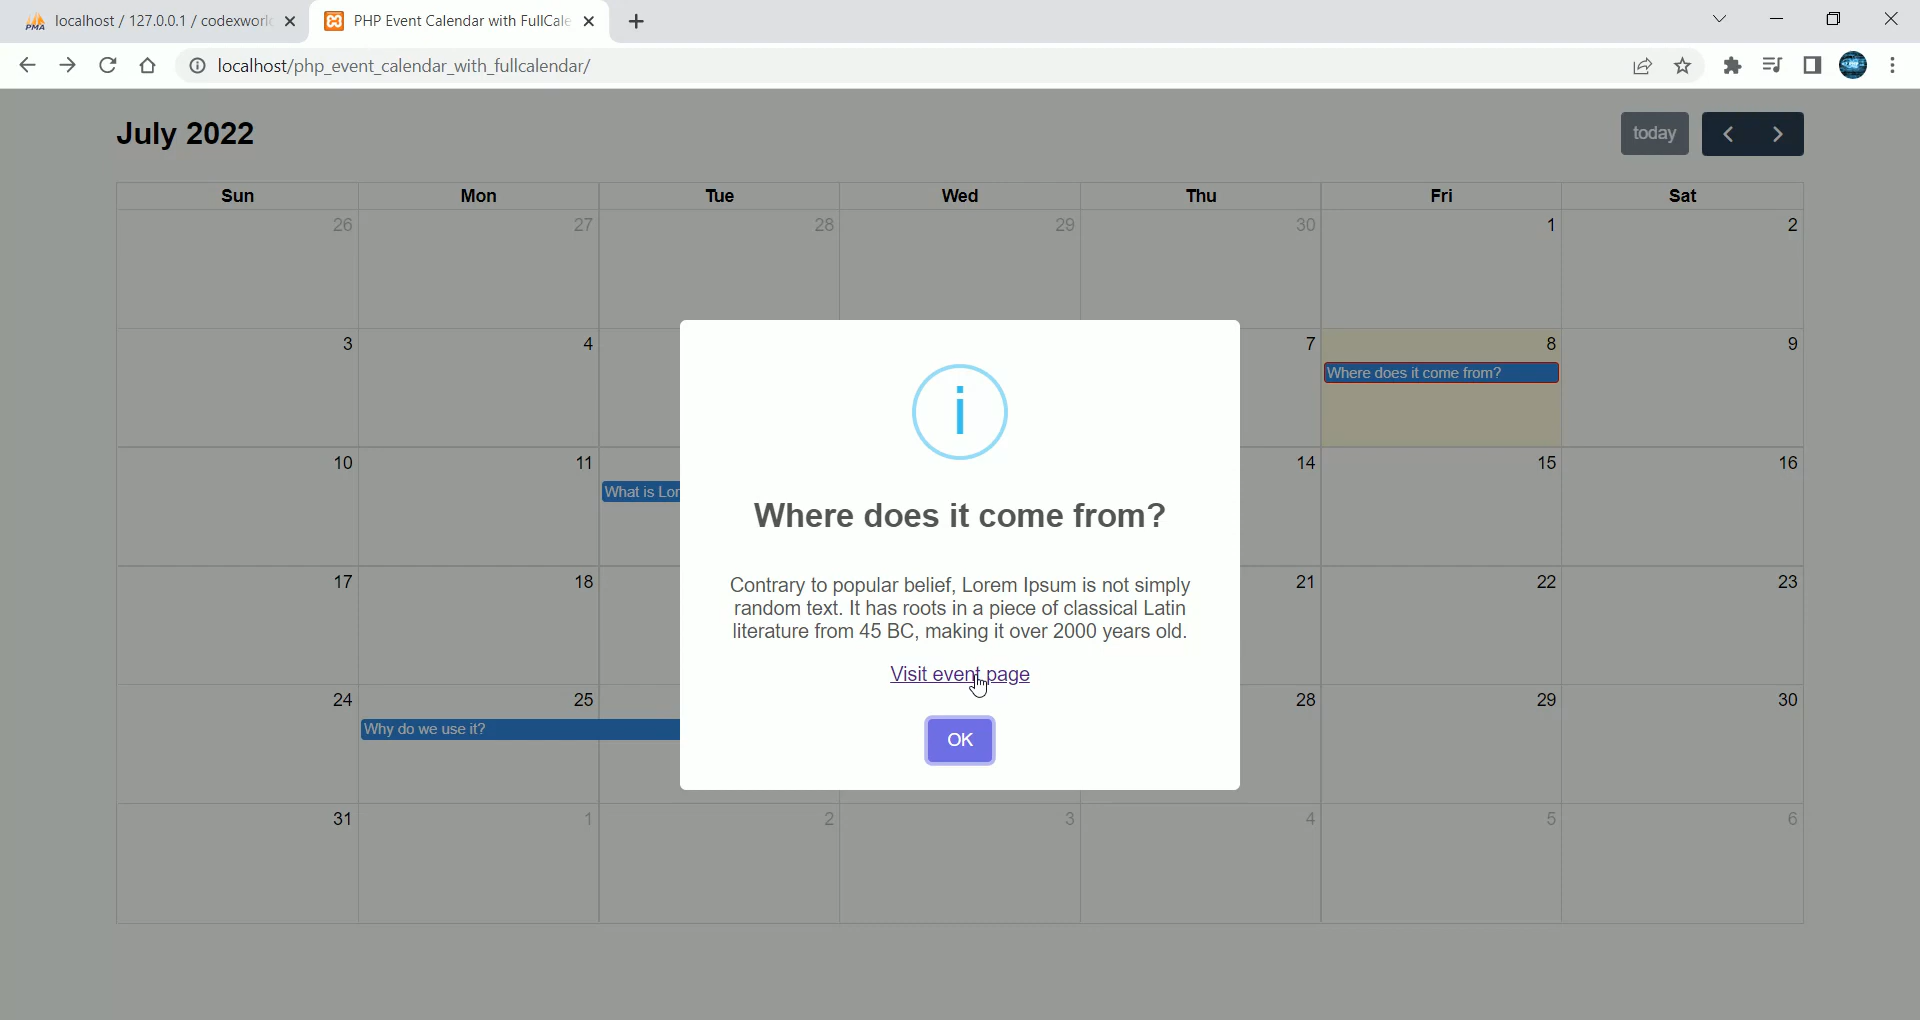 localhost / 127.0.0.1 / codexworl
PHP Event Calendar with FullCale
localhost/php_event_calendar_with_fullcalendar/
July 2022
today
Sun Mon Tue Wed Thu Fri Sat
26 27 28 29 30 1 2
3 4 7 8 9
Where does it come from?
10 11 14 15 16
What is Lor
17 18 21 22 23
24 25 28 29 30
Why do we use it?
31 1 2 3 4 5 6
i
Where does it come from?
Contrary to popular belief, Lorem Ipsum is not simply
random text. It has roots in a piece of classical Latin
literature from 45 BC, making it over 2000 years old.
Visit event page
OK